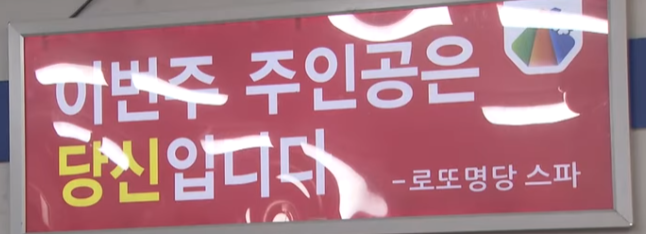 이번주 주인공은
당신입니다
-로또명당 스파